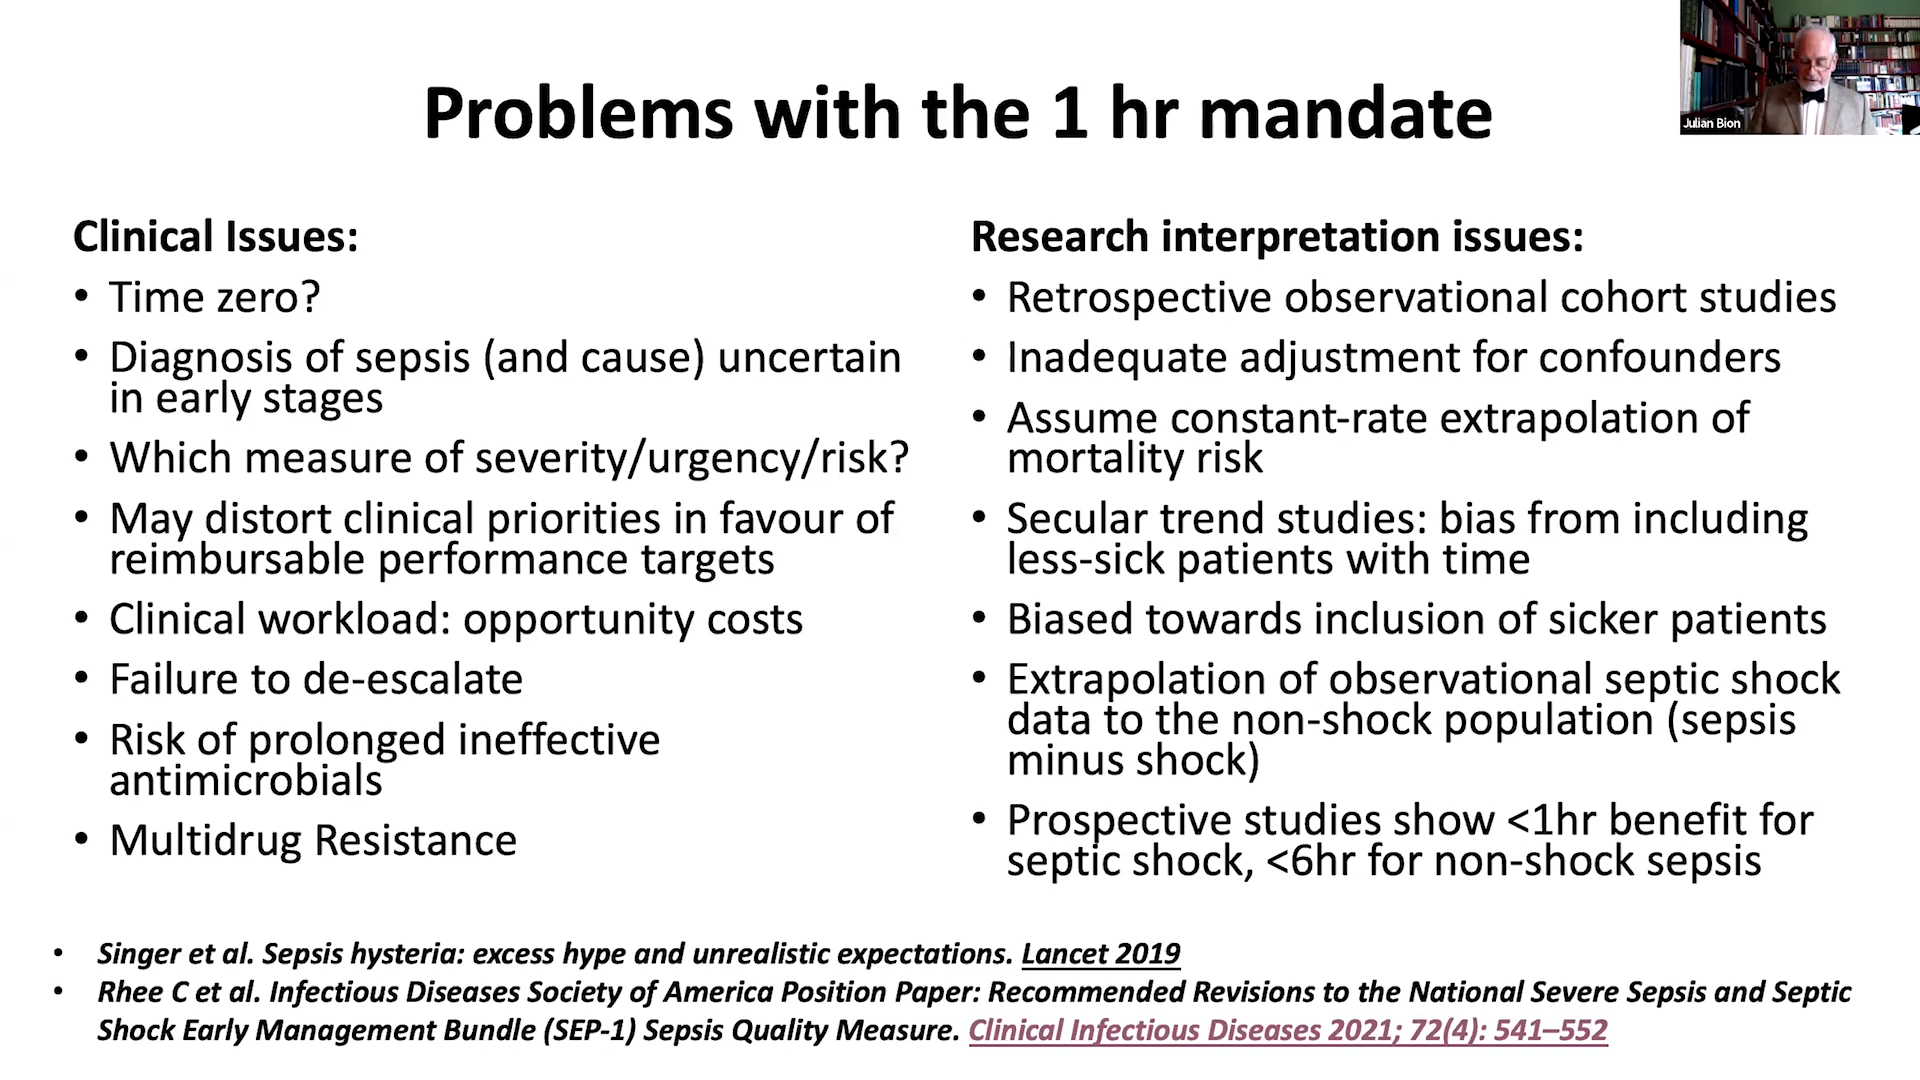 Problems with the 1 hr mandate
Julian Bion
Clinical Issues:
• Time zero?
• Diagnosis of sepsis (and cause) uncertain
in early stages
• Which measure of severity/urgency/risk?
• May distort clinical priorities in favour of
reimbursable performance targets
• Clinical workload: opportunity costs
• Failure to de-escalate
• Risk of prolonged ineffective
antimicrobials
• Multidrug Resistance
Research interpretation issues:
• Retrospective observational cohort studies
• Inadequate adjustment for confounders
• Assume constant-rate extrapolation of
mortality risk
• Secular trend studies: bias from including
less-sick patients with time
• Biased towards inclusion of sicker patients
• Extrapolation of observational septic shock
data to the non-shock population (sepsis
minus shock)
• Prospective studies show <1hr benefit for
septic shock, <6hr for non-shock sepsis
• Singer et al. Sepsis hysteria: excess hype and unrealistic expectations. Lancet 2019
• Rhee C et al. Infectious Diseases Society of America Position Paper: Recommended Revisions to the National Severe Sepsis and Septic
Shock Early Management Bundle (SEP-1) Sepsis Quality Measure. Clinical Infectious Diseases 2021; 72(4): 541–552